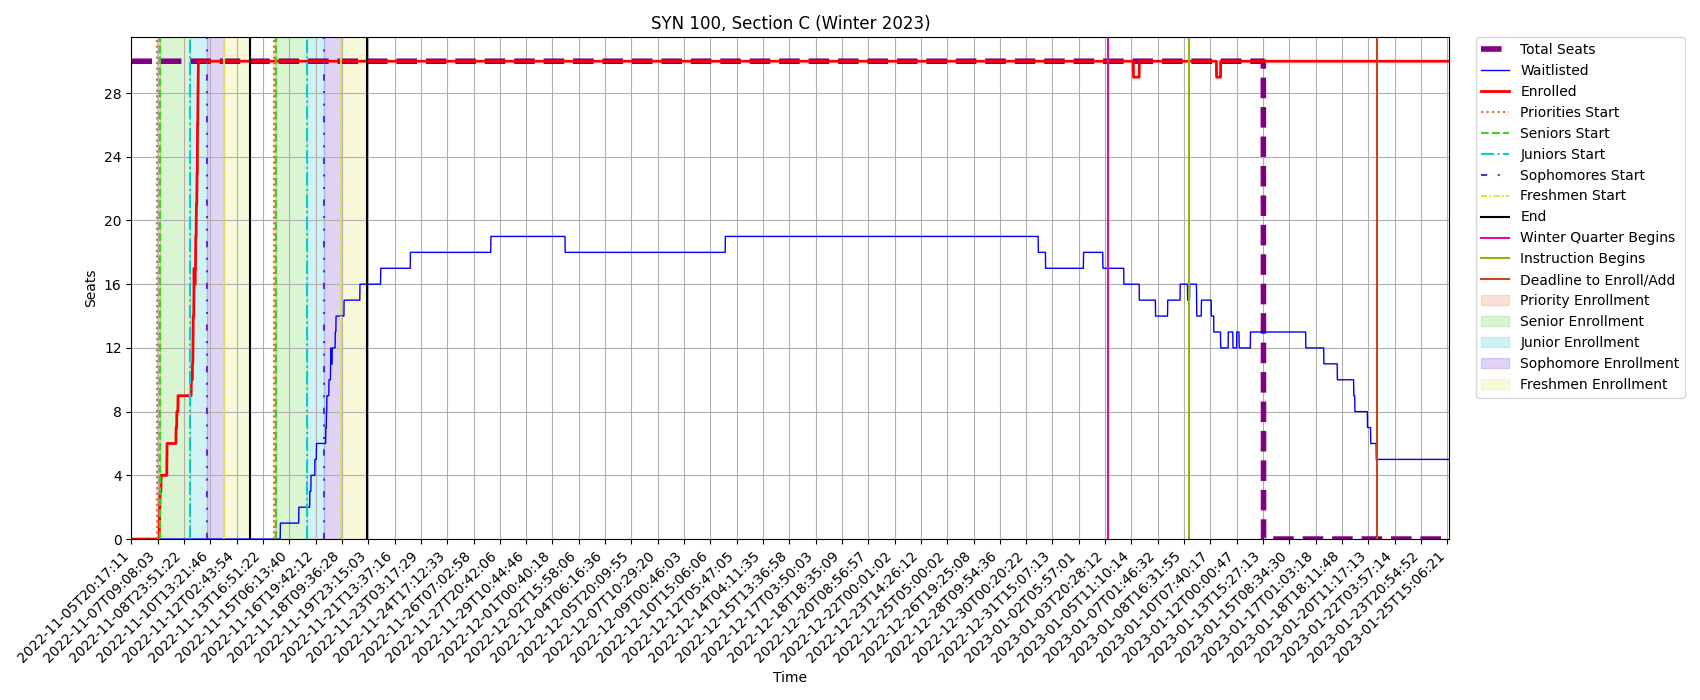 SYN 100, Section C (Winter 2023)
Seats
28
24
20
16
12
8
4
0
2022-11-05T20:17:11
2022-11-07T09:08:03
2022-11-08T23:51:22
2022-11-10T13:21:46
2022-11-12T02:43:54
2022-11-13T16:51:22
2022-11-15T06:13:40
2022-11-16T19:42:12
2022-11-18T09:36:28
2022-11-19T23:15:03
2022-11-21T13:37:16
2022-11-23T03:17:29
2022-11-24T17:12:33
2022-11-26T07:02:58
2022-11-27T20:42:06
2022-11-29T10:44:46
2022-12-01T00:40:18
2022-12-02T15:58:06
2022-12-04T06:16:36
2022-12-05T20:09:55
2022-12-07T10:29:20
2022-12-09T00:46:03
2022-12-10T15:06:06
2022-12-12T05:47:05
2022-12-14T04:11:35
2022-12-15T13:36:58
2022-12-17T03:50:03
2022-12-18T18:35:09
2022-12-20T08:56:57
2022-12-22T00:01:02
2022-12-23T14:26:12
2022-12-25T05:00:02
2022-12-26T19:25:08
2022-12-28T09:54:36
2022-12-30T00:20:22
2022-12-31T15:07:13
2023-01-02T05:57:01
2023-01-03T20:28:12
2023-01-05T11:10:14
2023-01-07T01:46:32
2023-01-08T16:31:55
2023-01-10T07:40:17
2023-01-12T00:00:47
2023-01-13T15:27:13
2023-01-15T08:34:30
2023-01-17T01:03:18
2023-01-18T18:11:48
2023-01-20T11:17:13
2023-01-22T03:57:14
2023-01-23T20:54:52
2023-01-25T15:06:21
Time
Total Seats
Waitlisted
Enrolled
Priorities Start
Seniors Start
Juniors Start
Sophomores Start
Freshmen Start
End
Winter Quarter Begins
Instruction Begins
Deadline to Enroll/Add
Priority Enrollment
Senior Enrollment
Junior Enrollment
Sophomore Enrollment
Freshmen Enrollment